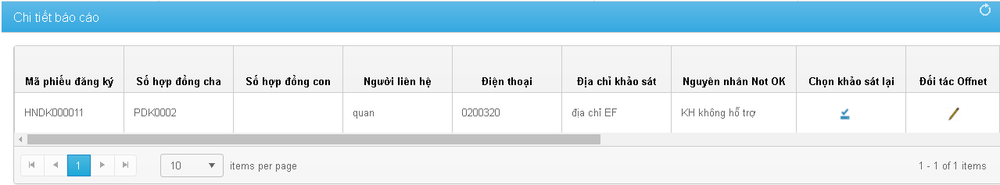 Chi tiết báo cáo
Mã phiếu đăng ký Số hợp đồng cha Số hợp đồng con Người liên hệ Điện thoại Địa chỉ khảo sát Nguyên nhân Not OK Chọn khảo sát lại Đối tác Offnet
HNDK000011 PDK0002 quan 0200320 địa chỉ EF KH không hỗ trợ
1 10 items per page 1 - 1 of 1 items